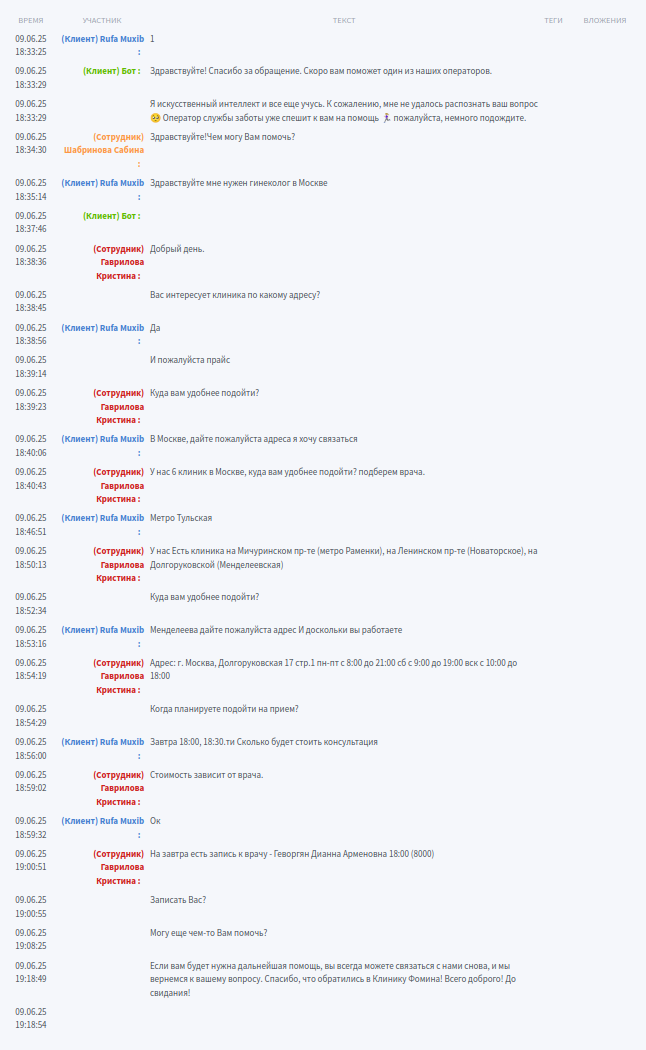 ВРЕМЯ УЧАСТНИК ТЕКСТ ТЕГИ ВЛОЖЕНИЯ
09.06.25 (Клиент) Rufa Muxib 1
18:33:25 :
09.06.25 (Клиент) Бот : Здравствуйте! Спасибо за обращение. Скоро вам поможет один из наших операторов.
18:33:29
09.06.25 Я искусственный интеллект и все еще учусь. К сожалению, мне не удалось распознать ваш вопрос
18:33:29 🥺 Оператор службы заботы уже спешит к вам на помощь 🏃‍♀️ пожалуйста, немного подождите.
09.06.25 (Сотрудник) Здравствуйте!Чем могу Вам помочь?
18:34:30 Шабринова Сабина
:
09.06.25 (Клиент) Rufa Muxib Здравствуйте мне нужен гинеколог в Москве
18:35:14 :
09.06.25 (Клиент) Бот :
18:37:46
09.06.25 (Сотрудник) Добрый день.
18:38:36 Гаврилова
Кристина :
09.06.25 Вас интересует клиника по какому адресу?
18:38:45
09.06.25 (Клиент) Rufa Muxib Да
18:38:56 :
09.06.25 И пожалуйста прайс
18:39:14
09.06.25 (Сотрудник) Куда вам удобнее подойти?
18:39:23 Гаврилова
Кристина :
09.06.25 (Клиент) Rufa Muxib В Москве, дайте пожалуйста адреса я хочу связаться
18:40:06 :
09.06.25 (Сотрудник) У нас 6 клиник в Москве, куда вам удобнее подойти? подберем врача.
18:40:43 Гаврилова
Кристина :
09.06.25 (Клиент) Rufa Muxib Метро Тульская
18:46:51 :
09.06.25 (Сотрудник) У нас Есть клиника на Мичуринском пр-те (метро Раменки), на Ленинском пр-те (Новаторское), на
18:50:13 Гаврилова Долгоруковской (Менделеевская)
Кристина :
09.06.25 Куда вам удобнее подойти?
18:52:34
09.06.25 (Клиент) Rufa Muxib Менделеева дайте пожалуйста адрес И доскольки вы работаете
18:53:16 :
09.06.25 (Сотрудник) Адрес: г. Москва, Долгоруковская 17 стр.1 пн-пт с 8:00 до 21:00 сб с 9:00 до 19:00 вск с 10:00 до
18:54:19 Гаврилова 18:00
Кристина :
09.06.25 Когда планируете подойти на прием?
18:54:29
09.06.25 (Клиент) Rufa Muxib Завтра 18:00, 18:30.ти Сколько будет стоить консультация
18:56:00 :
09.06.25 (Сотрудник) Стоимость зависит от врача.
18:59:02 Гаврилова
Кристина :
09.06.25 (Клиент) Rufa Muxib Ок
18:59:32 :
09.06.25 (Сотрудник) На завтра есть запись к врачу - Геворгян Дианна Арменовна 18:00 (8000)
19:00:51 Гаврилова
Кристина :
09.06.25 Записать Вас?
19:00:55
09.06.25 Могу еще чем-то Вам помочь?
19:08:25
09.06.25 Если вам будет нужна дальнейшая помощь, вы всегда можете связаться с нами снова, и мы
19:18:49 вернемся к вашему вопросу. Спасибо, что обратились в Клинику Фомина! Всего доброго! До
свидания!
09.06.25
19:18:54